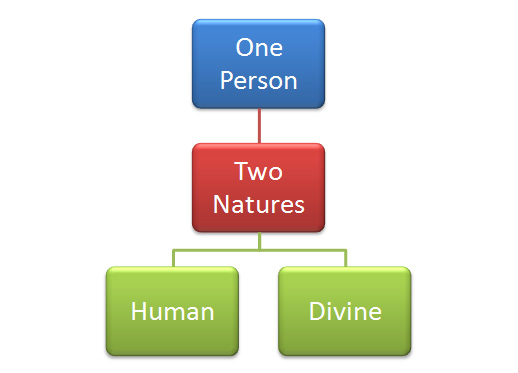 One
Person
Two
Natures
Human
Divine